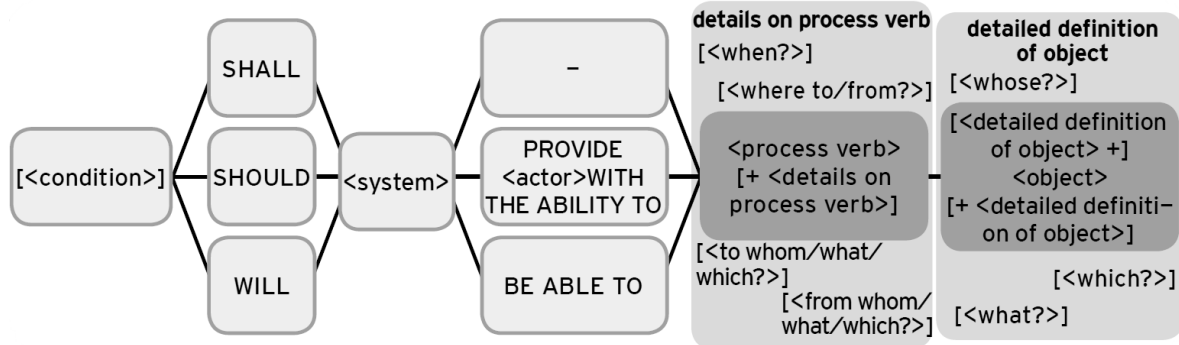 [<condition>]
SHALL
SHOULD
WILL
<system>
–
PROVIDE
<actor>WITH
THE ABILITY TO
BE ABLE TO
details on process verb
[<when?>]
[<where to/from?>]
<process verb>
[+ <details on
process verb>]
[<to whom/what/
which?>]
[<from whom/
what/which?>]
detailed definition
of object
[<whose?>]
[<detailed definition
of object> +]
<object>
[+ <detailed definiti–
on of object>]
[<which?>]
[<what?>]